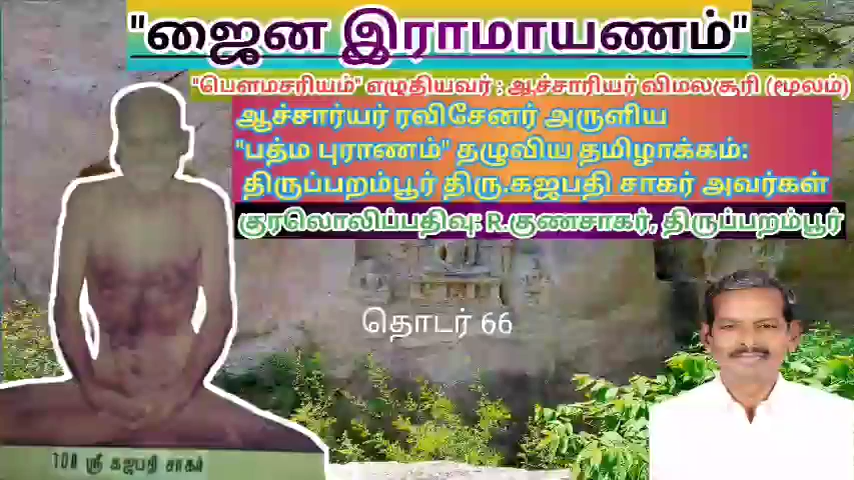 "ஜைன இராமாயணம்"
"பௌமசரியம்" எழுதியவர் : ஆச்சாரியர் விமலசூரி (மூலம்)
ஆச்சார்யர் ரவிசேனர் அருளிய
"பத்ம புராணம்" தழுவிய தமிழாக்கம்:
திருப்பறம்பூர் திரு.கஜபதி சாகர் அவர்கள்
குரலொலிப்பதிவு: R.குணசாகர், திருப்பறம்பூர்
தொடர் 66
108 ஸ்ரீ கஜபதி சாகர்